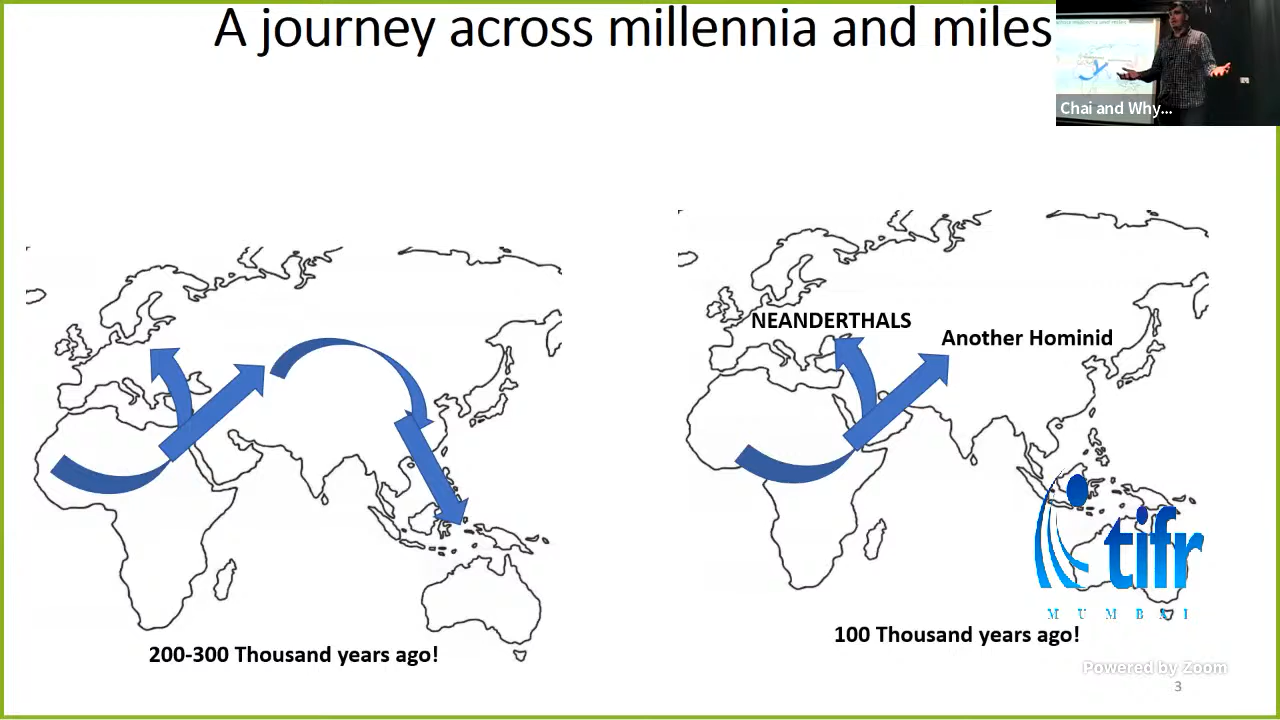 A journey across millennia and miles
Chai and Why...
NEANDERTHALS
Another Hominid
tifr
MUMBAI
200-300 Thousand years ago!
100 Thousand years ago!
Powered by Zoom
3